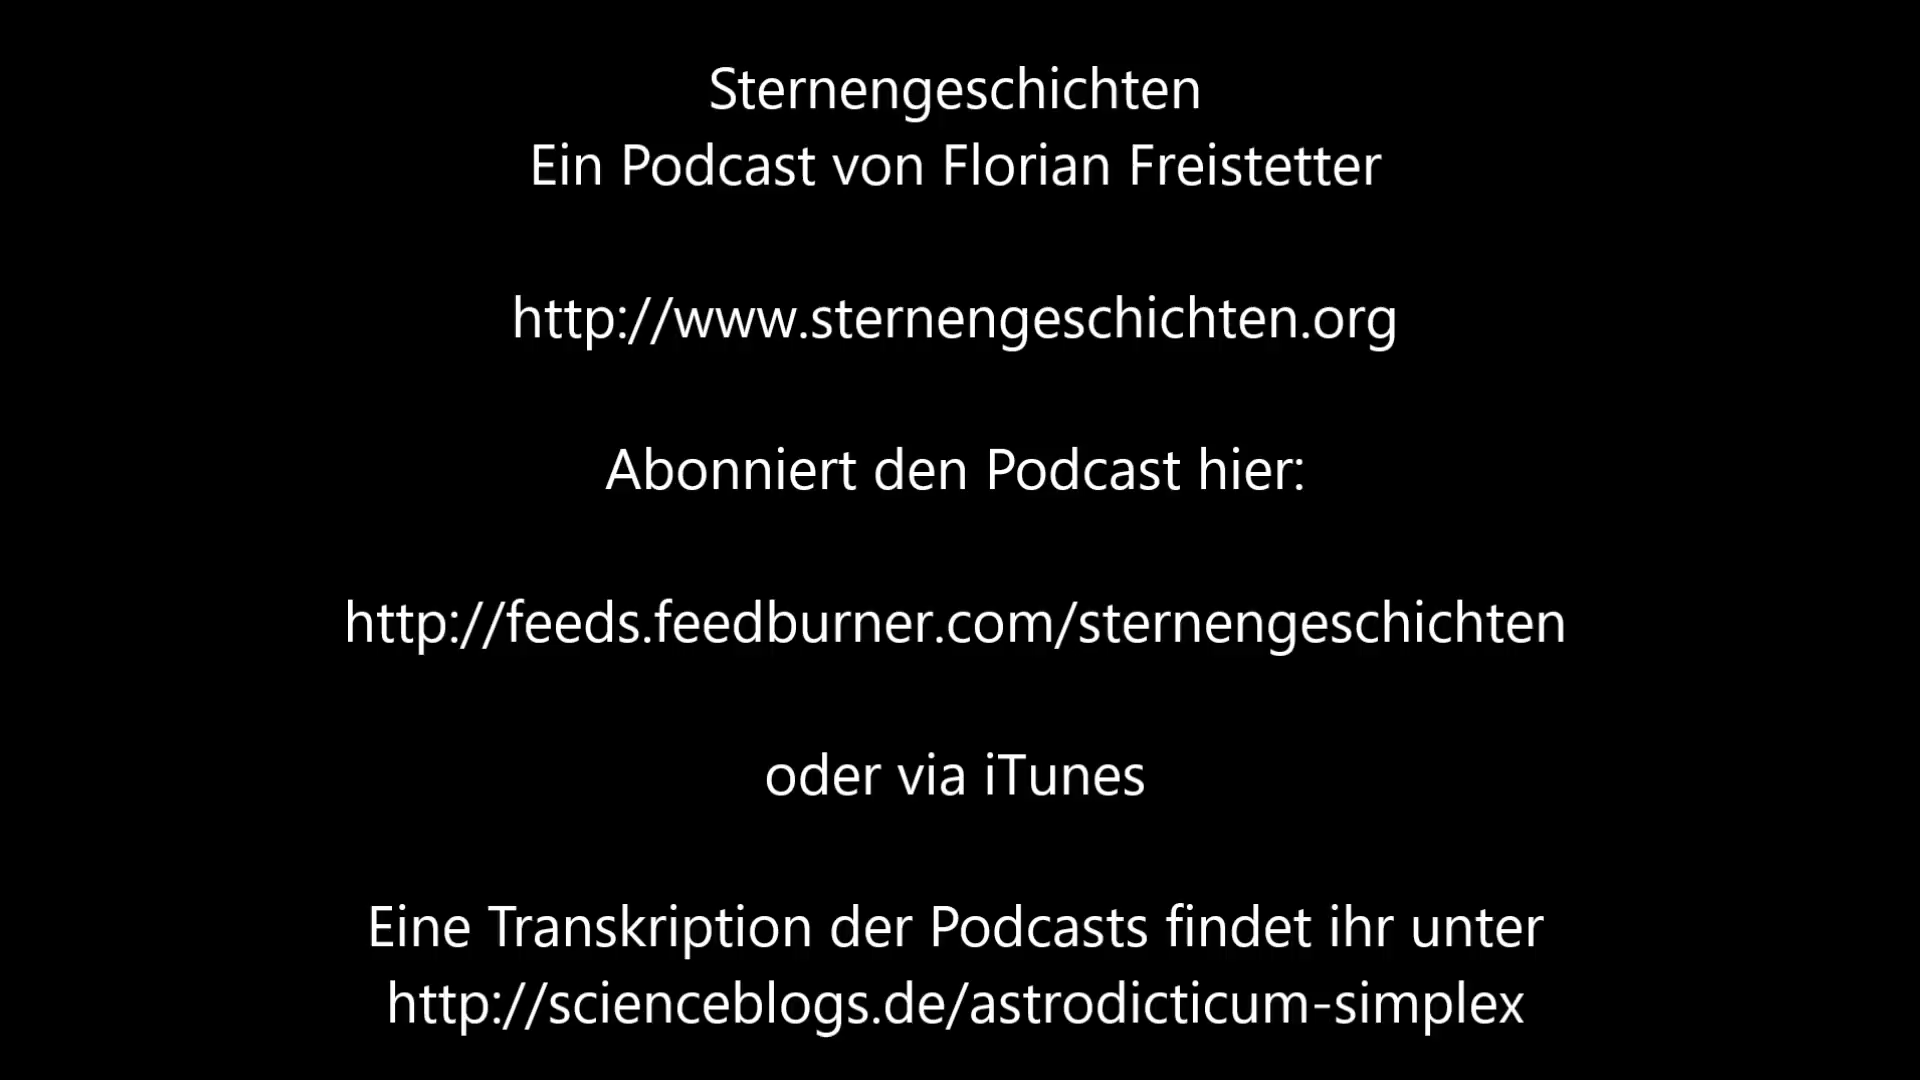 Sternengeschichten
Ein Podcast von Florian Freistetter
http://www.sternengeschichten.org
Abonniert den Podcast hier:
http://feeds.feedburner.com/sternengeschichten
oder via iTunes
Eine Transkription der Podcasts findet ihr unter
http://scienceblogs.de/astrodicticum-simplex